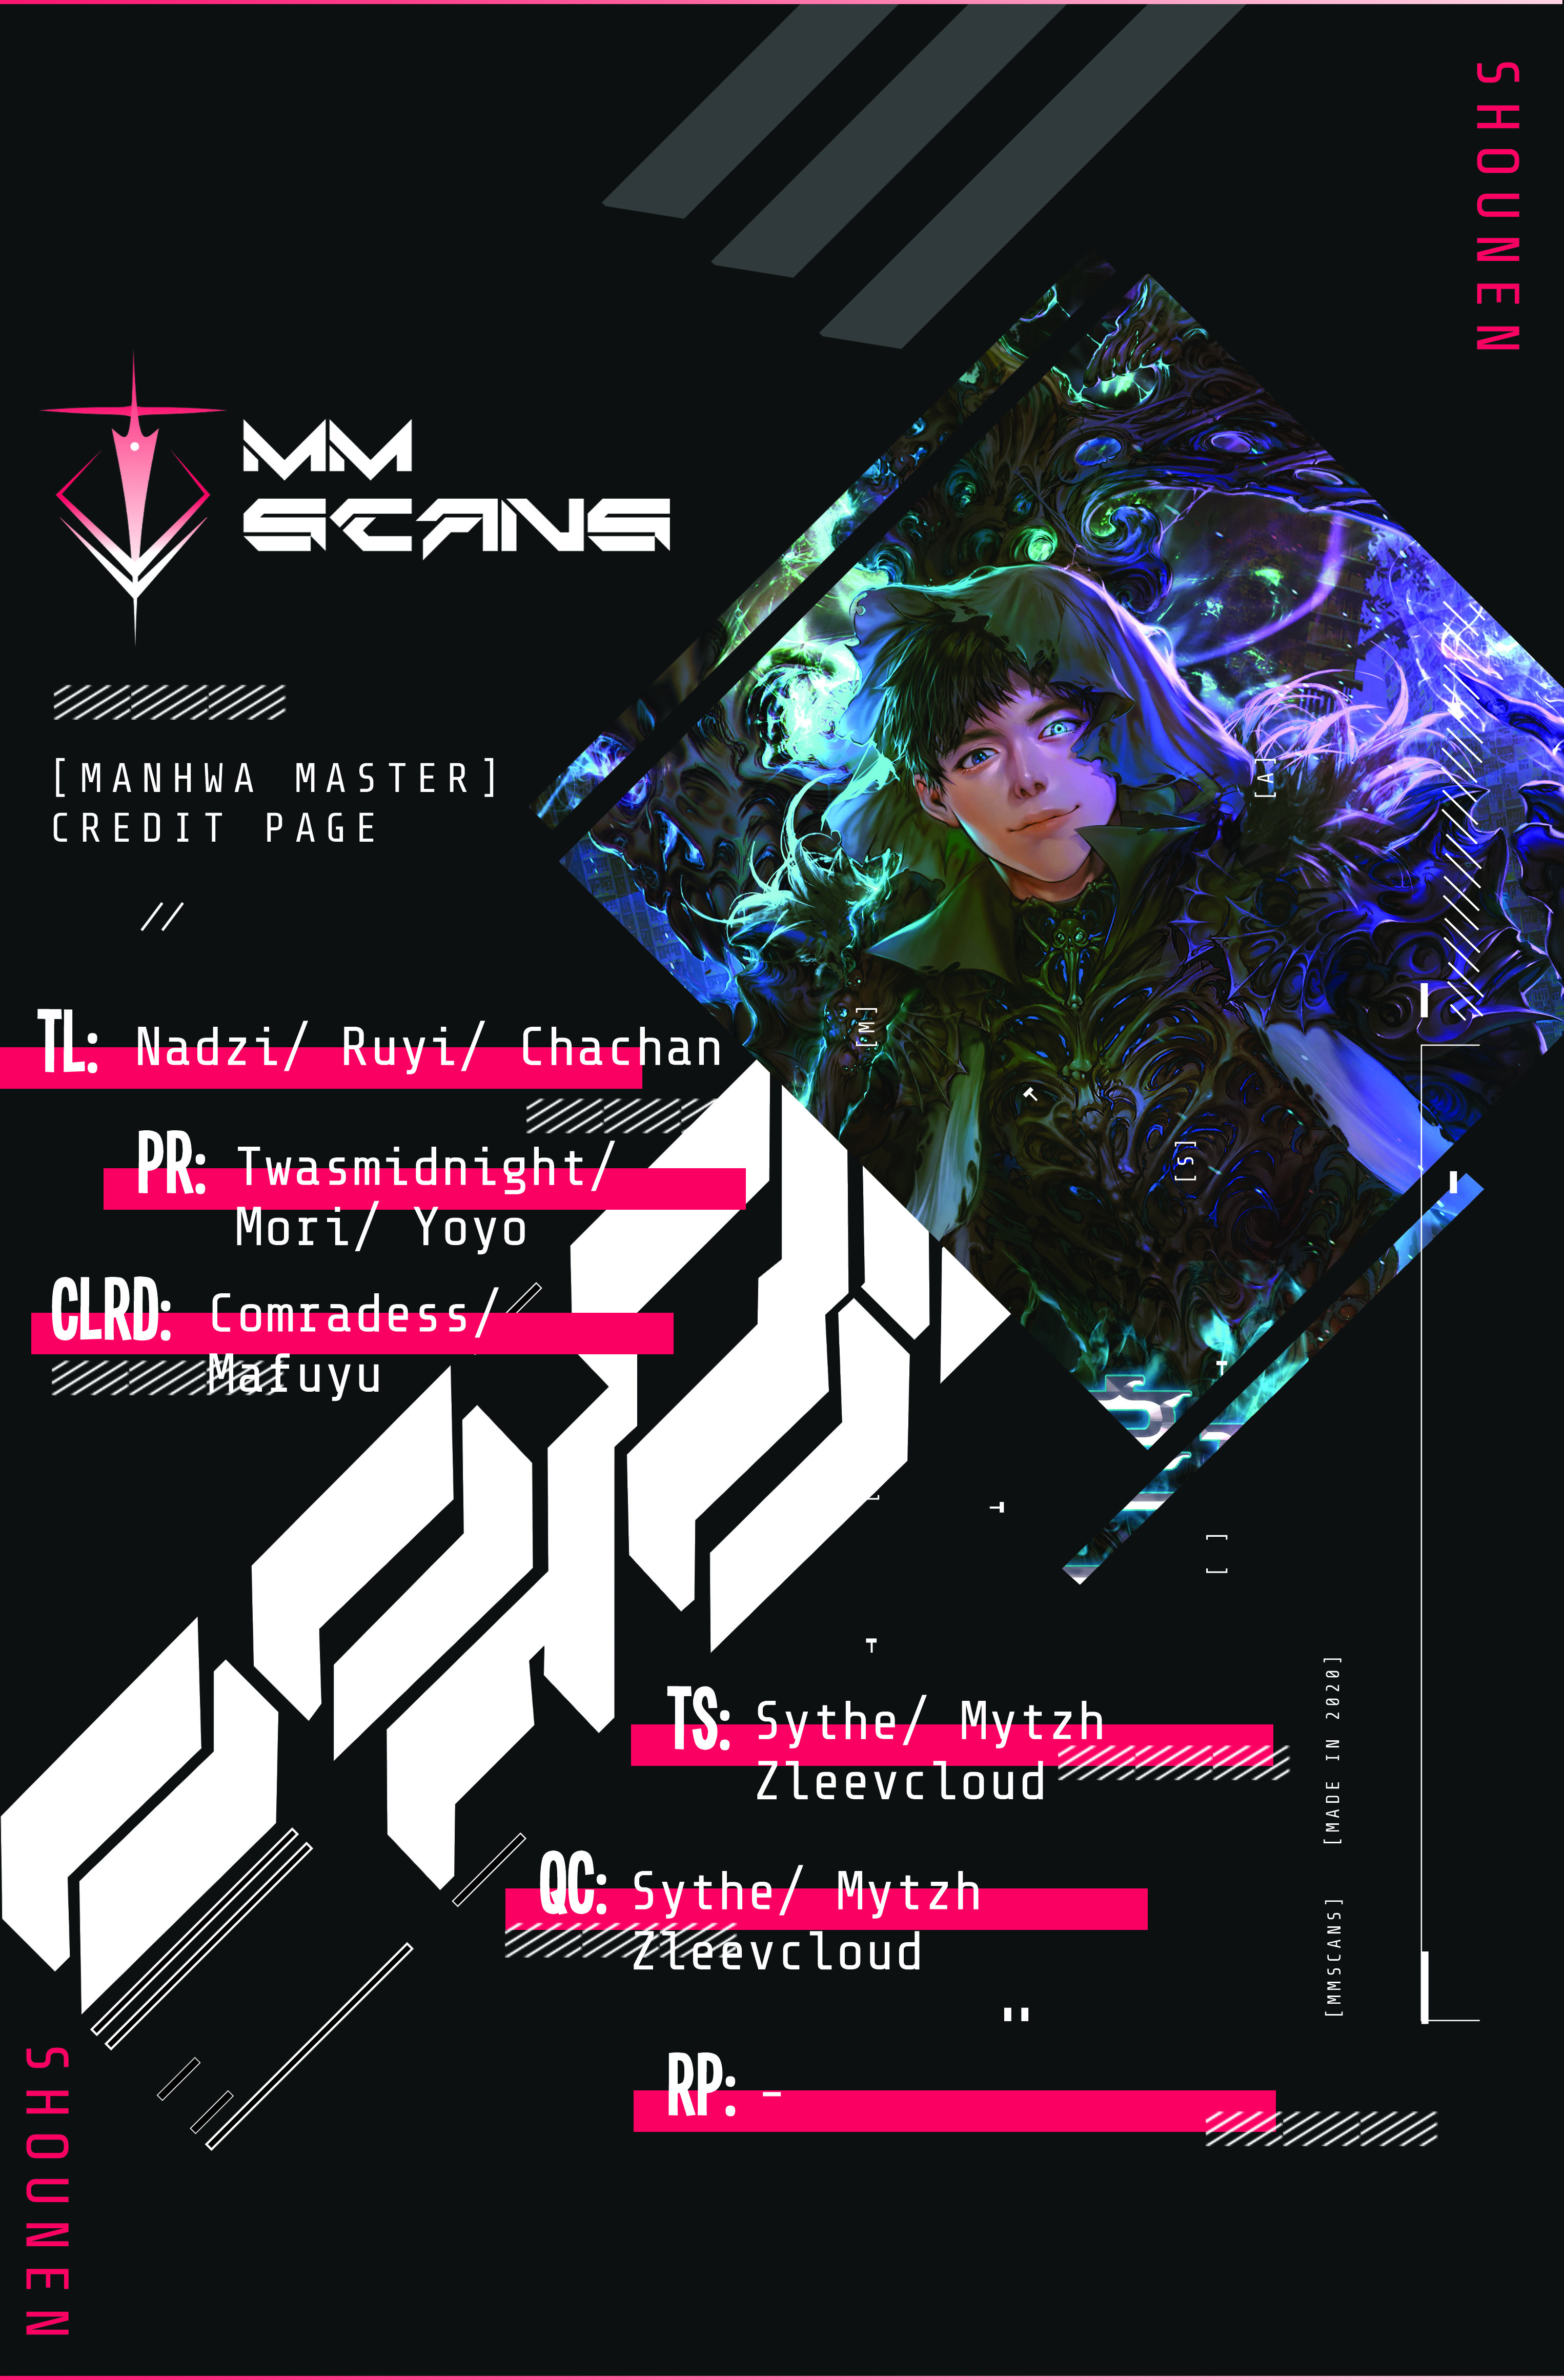 SHOUNEN
MM
SCANS
[MANHWA MASTER]
CREDIT PAGE
//
[A]
[M]
[S]
TL: Nadzi/ Ruyi/ Chachan
PR: Twasmidnight/
Mori/ Yoyo
CLRD: Comradess/
Mafuyu
TS: Sythe/ Mytzh
Zleevcloud
QC: Sythe/ Mytzh
Zleevcloud
RP: -
[MMSCANS] [MADE IN 2020]
SHOUNEN